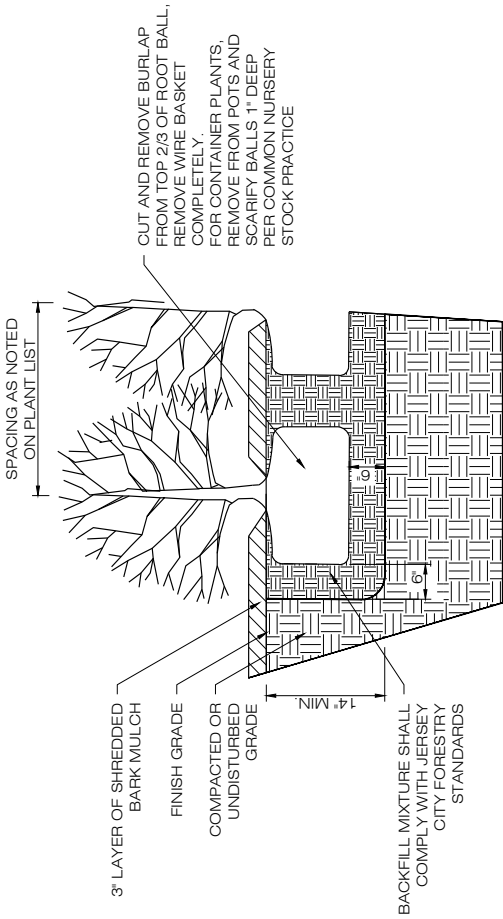 SPACING AS NOTED
ON PLANT LIST
CUT AND REMOVE BURLAP
FROM TOP 2/3 OF ROOT BALL,
REMOVE WIRE BASKET
COMPLETELY.
FOR CONTAINER PLANTS,
REMOVE FROM POTS AND
SCARIFY BALLS 1" DEEP
PER COMMON NURSERY
STOCK PRACTICE
3" LAYER OF SHREDDED
BARK MULCH
FINISH GRADE
COMPACTED OR
UNDISTURBED
GRADE
14" MIN.
6"
6"
BACKFILL MIXTURE SHALL
COMPLY WITH JERSEY
CITY FORESTRY
STANDARDS